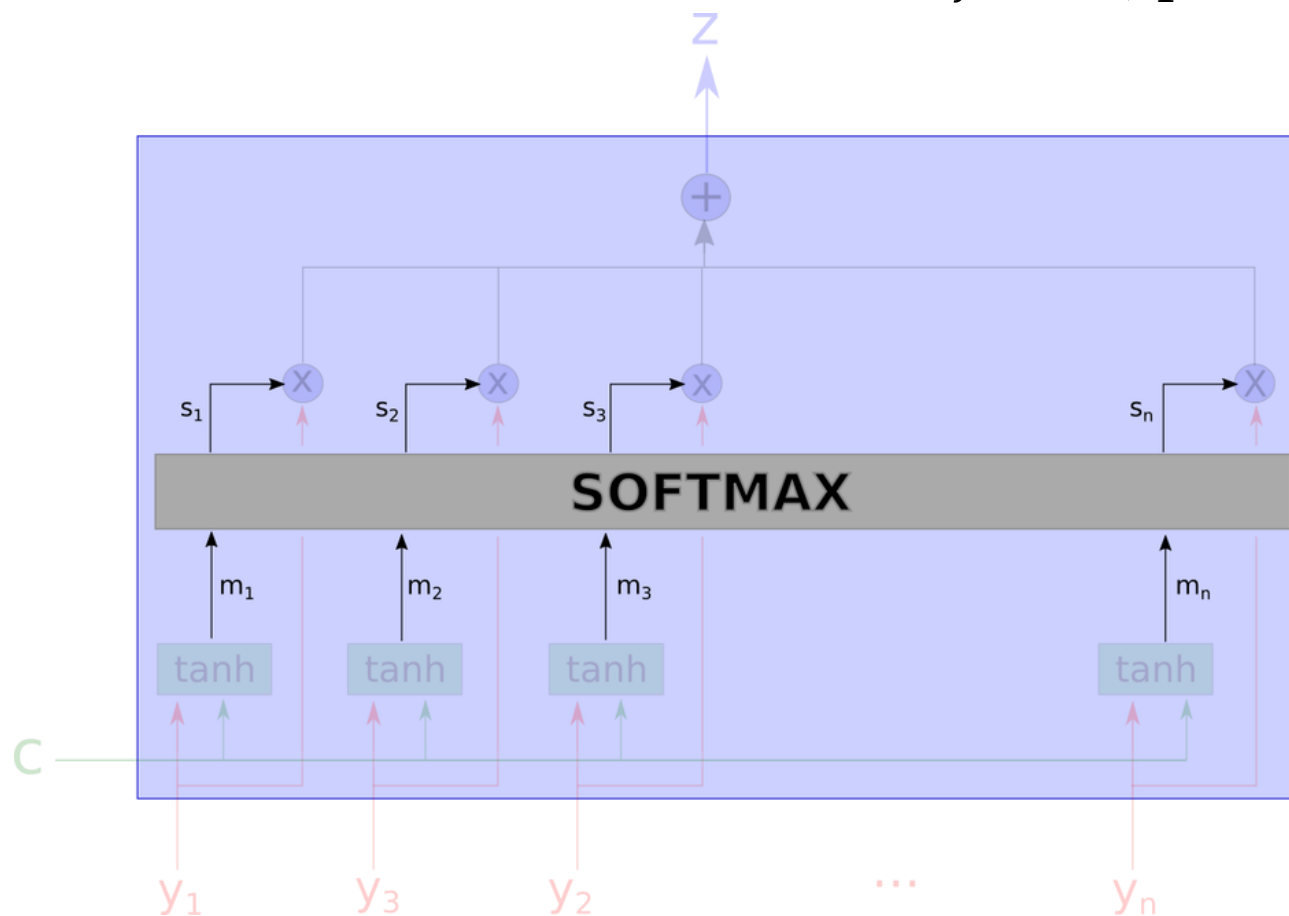 z
+
x x x x
s1 s2 s3 sn
SOFTMAX
m1 m2 m3 mn
tanh tanh tanh tanh
c
y1 y3 y2 ... yn